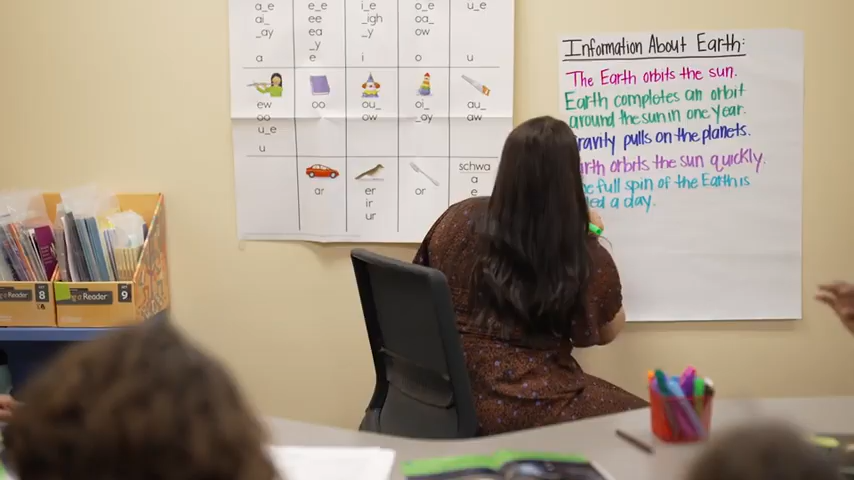 a_e e_e i_e o_e u_e
ai_ ee _igh oa_
_ay ea _y ow
_y
a e i o u
ew oo ou_ oi_ au_
oo ow _oy aw
u_e
u
schwa
ar er or a
ir e
ur
Information About Earth:
The Earth orbits the sun.
Earth completes an orbit
around the sun in one year.
ravity pulls on the planets.
rth orbits the sun quickly.
e full spin of the Earth is
ed a day.
Reader 8
Reader 9